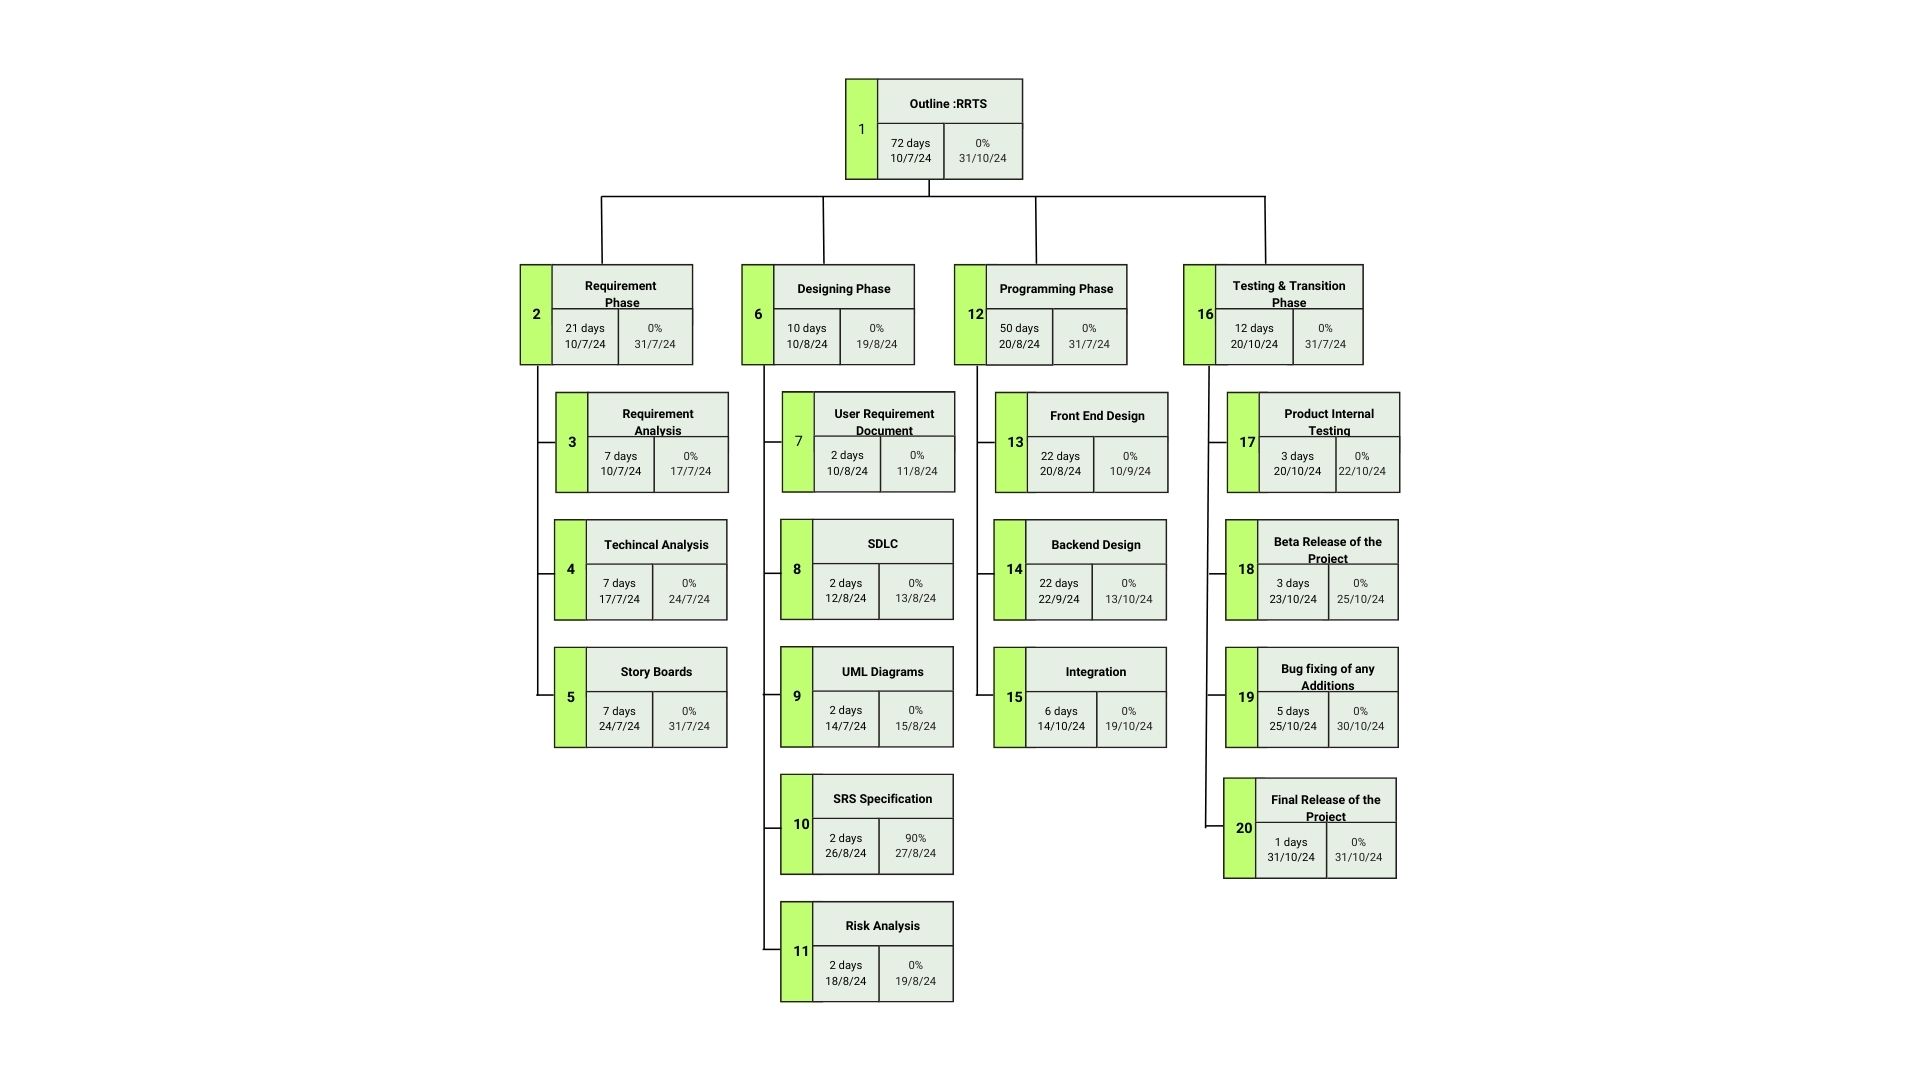 1
Outline :RRTS
72 days
10/7/24
0%
31/10/24
2
Requirement
Phase
21 days
10/7/24
0%
31/7/24
3
Requirement
Analysis
7 days
10/7/24
0%
17/7/24
4
Techincal Analysis
7 days
17/7/24
0%
24/7/24
5
Story Boards
7 days
24/7/24
0%
31/7/24
6
Designing Phase
10 days
10/8/24
0%
19/8/24
7
User Requirement
Document
2 days
10/8/24
0%
11/8/24
8
SDLC
2 days
12/8/24
0%
13/8/24
9
UML Diagrams
2 days
14/7/24
0%
15/8/24
10
SRS Specification
2 days
26/8/24
90%
27/8/24
11
Risk Analysis
2 days
18/8/24
0%
19/8/24
12
Programming Phase
50 days
20/8/24
0%
31/7/24
13
Front End Design
22 days
20/8/24
0%
10/9/24
14
Backend Design
22 days
22/9/24
0%
13/10/24
15
Integration
6 days
14/10/24
0%
19/10/24
16
Testing & Transition
Phase
12 days
20/10/24
0%
31/7/24
17
Product Internal
Testing
3 days
20/10/24
0%
22/10/24
18
Beta Release of the
Project
3 days
23/10/24
0%
25/10/24
19
Bug fixing of any
Additions
5 days
25/10/24
0%
30/10/24
20
Final Release of the
Project
1 days
31/10/24
0%
31/10/24